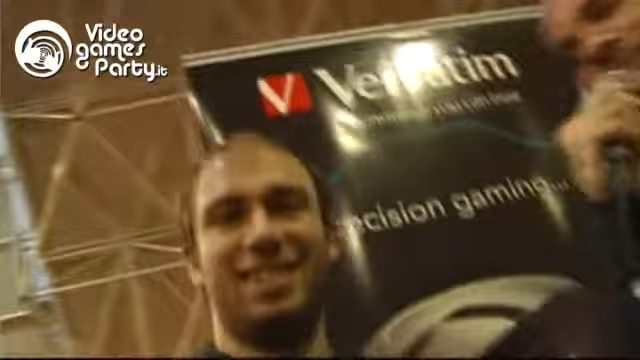 Video
games
& Party.it
Verbatim
ecision gaming...